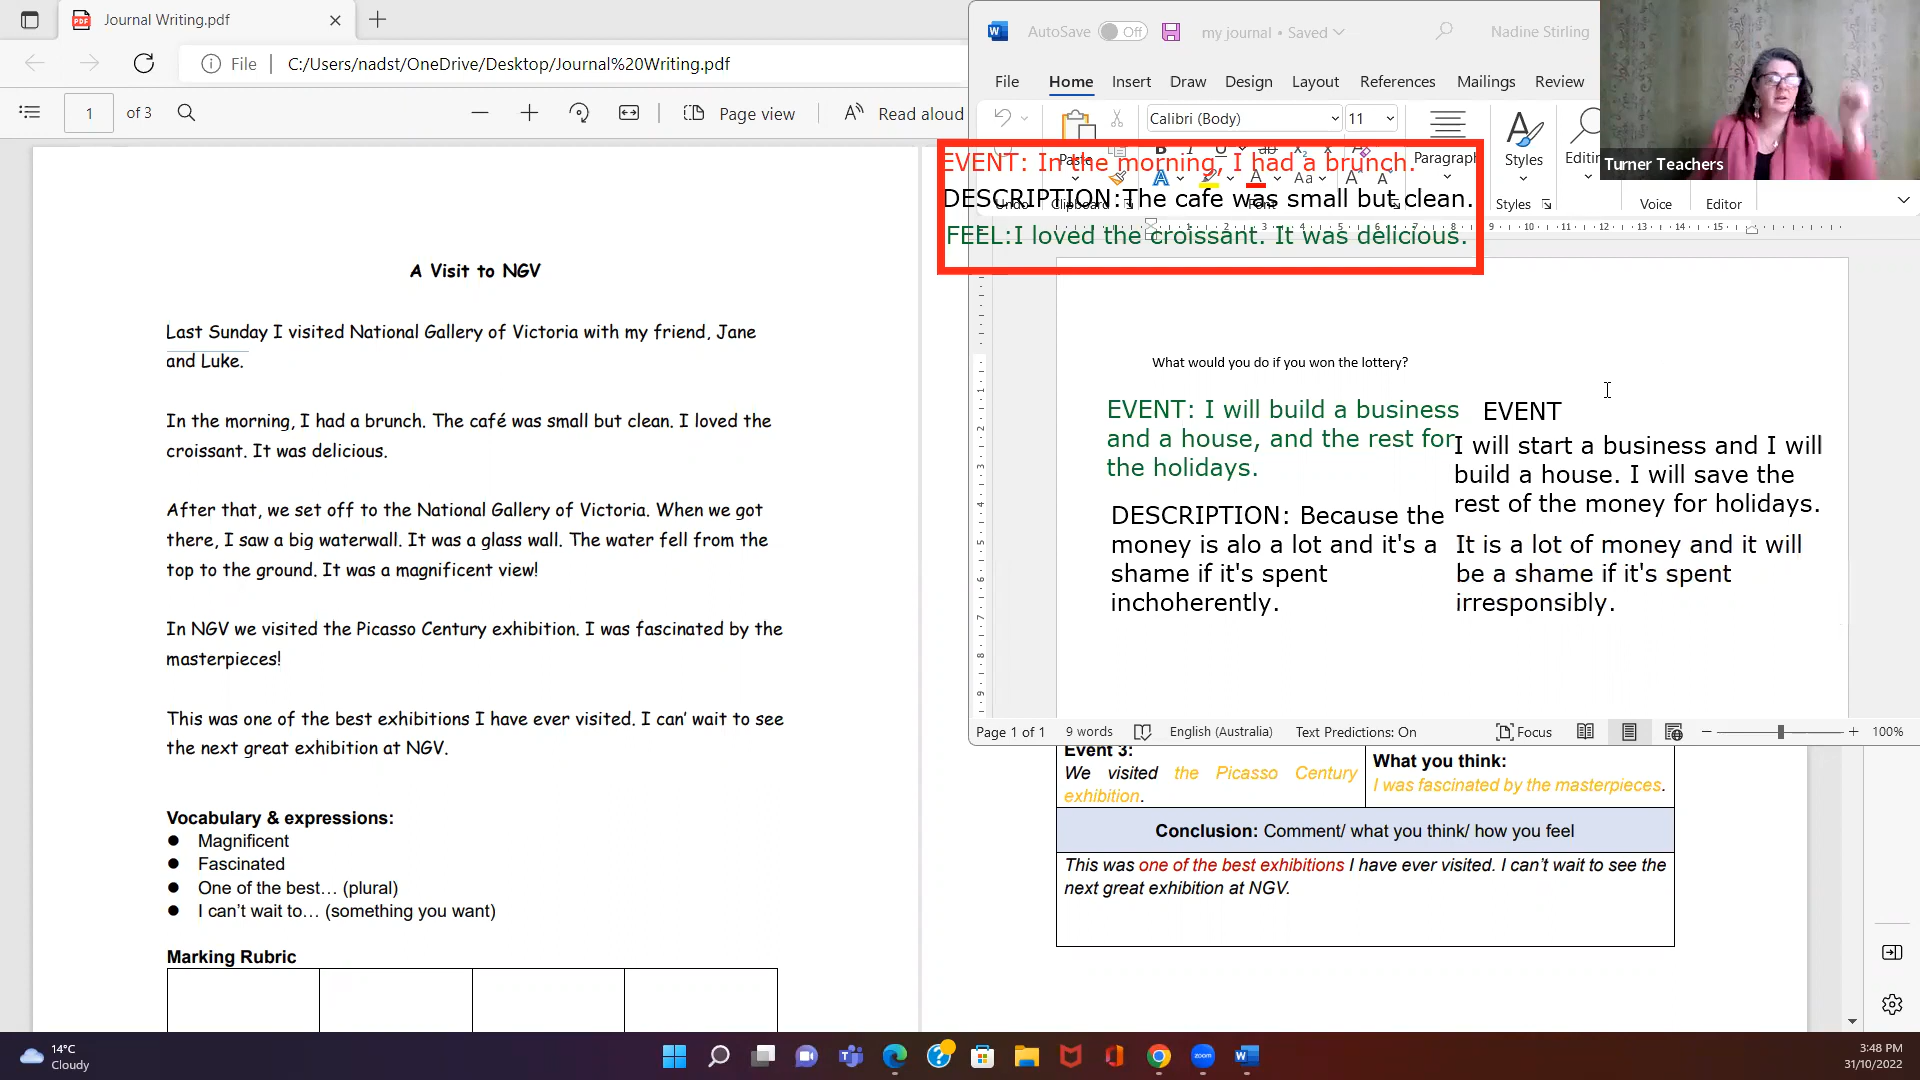 Journal Writing.pdf
File
C:/Users/nadst/OneDrive/Desktop/Journal%20Writing.pdf
1 of 3
Page view
Read aloud
A Visit to NGV
Last Sunday I visited National Gallery of Victoria with my friend, Jane
and Luke.
In the morning, I had a brunch. The café was small but clean. I loved the
croissant. It was delicious.
After that, we set off to the National Gallery of Victoria. When we got
there, I saw a big waterwall. It was a glass wall. The water fell from the
top to the ground. It was a magnificent view!
In NGV we visited the Picasso Century exhibition. I was fascinated by the
masterpieces!
This was one of the best exhibitions I have ever visited. I can' wait to see
the next great exhibition at NGV.
Vocabulary & expressions:
Magnificent
Fascinated
One of the best… (plural)
I can't wait to… (something you want)
Marking Rubric
AutoSave Off my journal • Saved Nadine Stirling
File Home Insert Draw Design Layout References Mailings Review
Calibri (Body) 11
Paste
Paragraph Styles Editin
Undo Clipboard Font Styles Voice Editor
EVENT: In the morning, I had a brunch.
DESCRIPTION:The cafe was small but clean.
FEEL:I loved the croissant. It was delicious.
Turner Teachers
What would you do if you won the lottery?
EVENT: I will build a business
and a house, and the rest for
the holidays.
DESCRIPTION: Because the
money is alo a lot and it's a
shame if it's spent
inchoherently.
EVENT
I will start a business and I will
build a house. I will save the
rest of the money for holidays.
It is a lot of money and it will
be a shame if it's spent
irresponsibly.
Page 1 of 1 9 words English (Australia) Text Predictions: On Focus 100%
Event 3:
We visited the Picasso Century
exhibition.
What you think:
I was fascinated by the masterpieces.
Conclusion: Comment/ what you think/ how you feel
This was one of the best exhibitions I have ever visited. I can't wait to see the
next great exhibition at NGV.
14°C
Cloudy
3:48 PM
31/10/2022